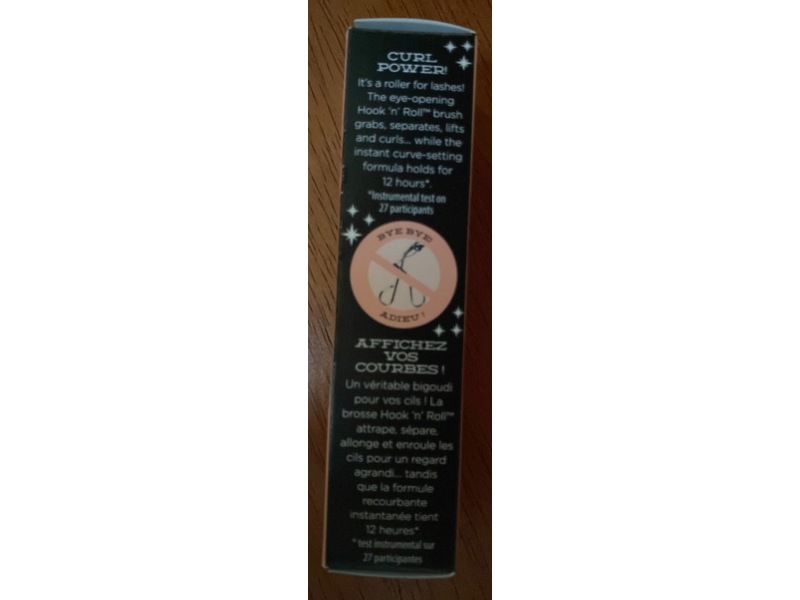 CURL
POWER!
It's a roller for lashes!
The eye-opening
Hook 'n' Roll™ brush
grabs, separates, lifts
and curls... while the
instant curve-setting
formula holds for
12 hours*.
*Instrumental test on
27 participants
BYE BYE!
ADIEU!
AFFICHEZ
VOS
COURBES !
Un véritable bigoudi
pour vos cils ! La
brosse Hook 'n' Roll™
attrape, sépare,
allonge et enroule les
cils pour un regard
agrandi... tandis
que la formule
recourbante
instantanée tient
12 heures*.
* test instrumental sur
27 participantes